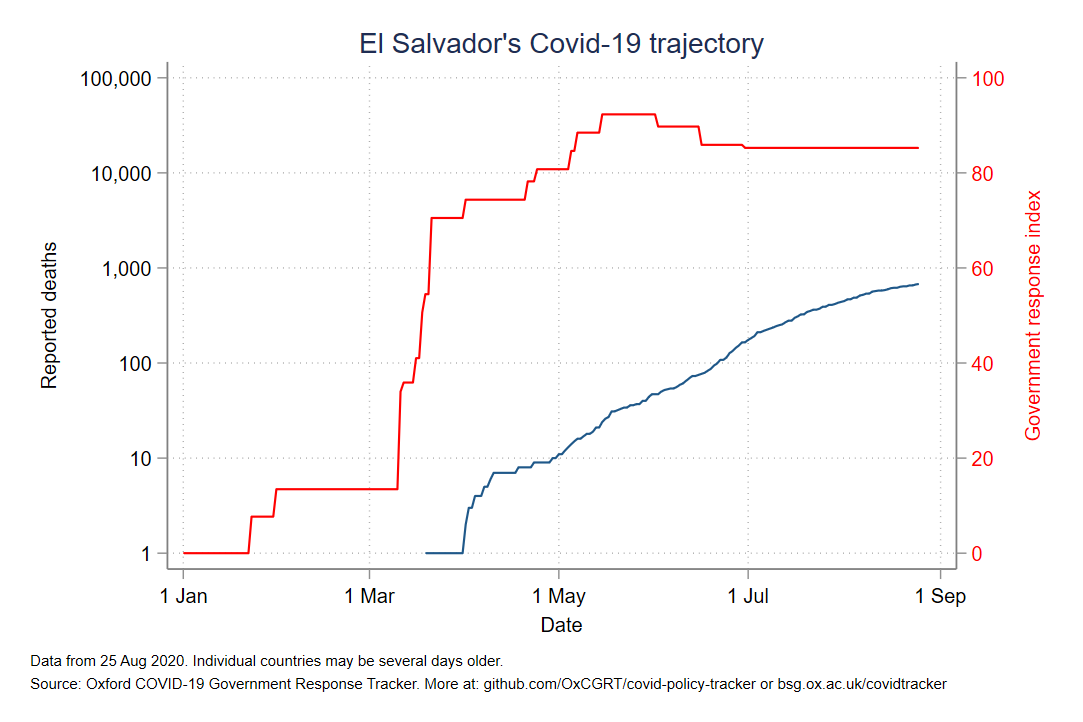 El Salvador's Covid-19 trajectory
100,000
10,000
1,000
100
10
1
Reported deaths
100
80
60
40
20
0
Government response index
1 Jan
1 Mar
1 May
1 Jul
1 Sep
Date
Data from 25 Aug 2020. Individual countries may be several days older.
Source: Oxford COVID-19 Government Response Tracker. More at: github.com/OxCGRT/covid-policy-tracker or bsg.ox.ac.uk/covidtracker